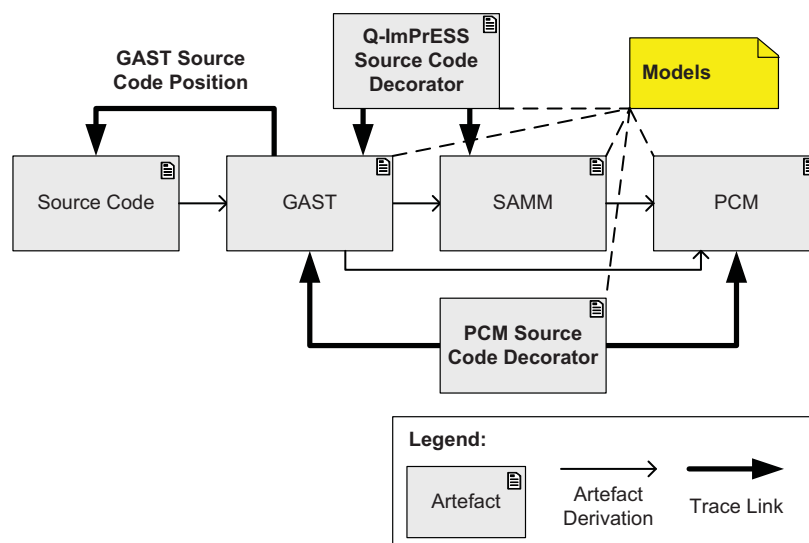 GAST Source
Code Position
Q-ImPrESS
Source Code
Decorator
Models
Source Code
GAST
SAMM
PCM
PCM Source
Code Decorator
Legend:
Artefact
Artefact
Derivation
Trace Link